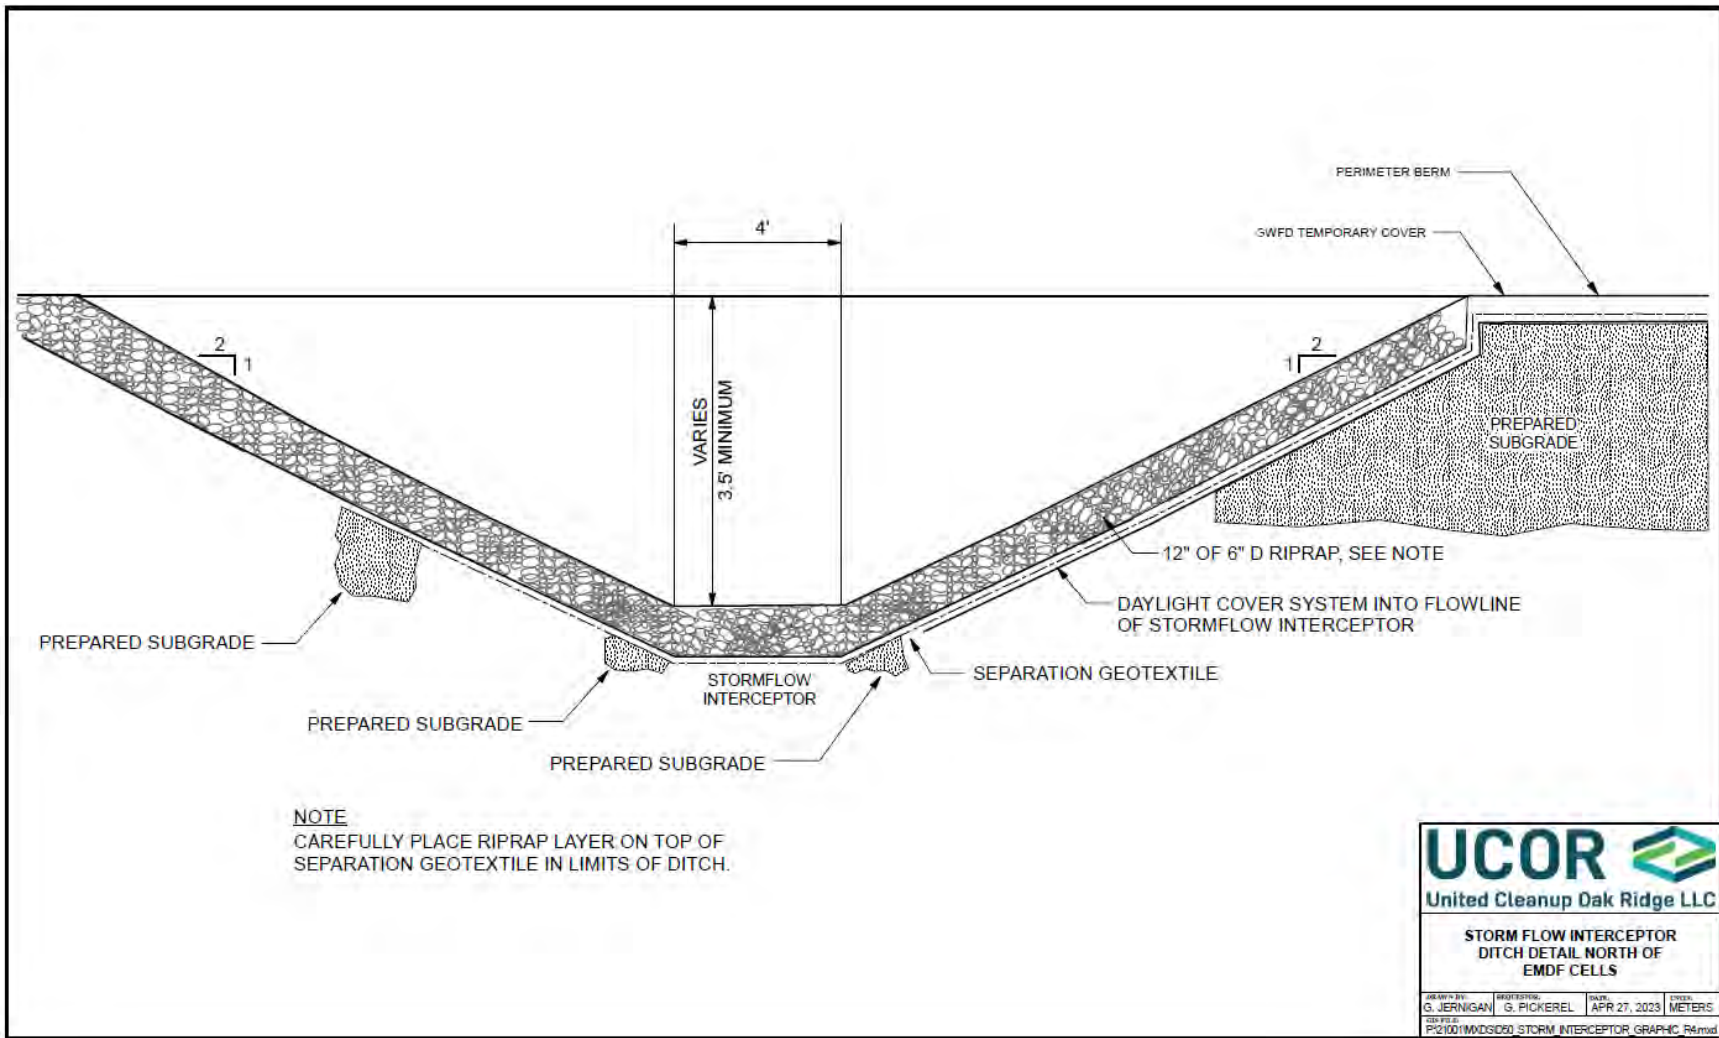 PERIMETER BERM
GWFD TEMPORARY COVER
4'
2
1
2
1
VARIES
3.5' MINIMUM
PREPARED
SUBGRADE
12" OF 6" D RIPRAP, SEE NOTE
DAYLIGHT COVER SYSTEM INTO FLOWLINE
OF STORMFLOW INTERCEPTOR
PREPARED SUBGRADE
SEPARATION GEOTEXTILE
STORMFLOW
INTERCEPTOR
PREPARED SUBGRADE
PREPARED SUBGRADE
NOTE
CAREFULLY PLACE RIPRAP LAYER ON TOP OF
SEPARATION GEOTEXTILE IN LIMITS OF DITCH.
UCOR
United Cleanup Oak Ridge LLC
STORM FLOW INTERCEPTOR
DITCH DETAIL NORTH OF
EMDF CELLS
DRAWN BY:
G. JERNIGAN
G. PICKEREL
DATE:
APR 27, 2023
METERS